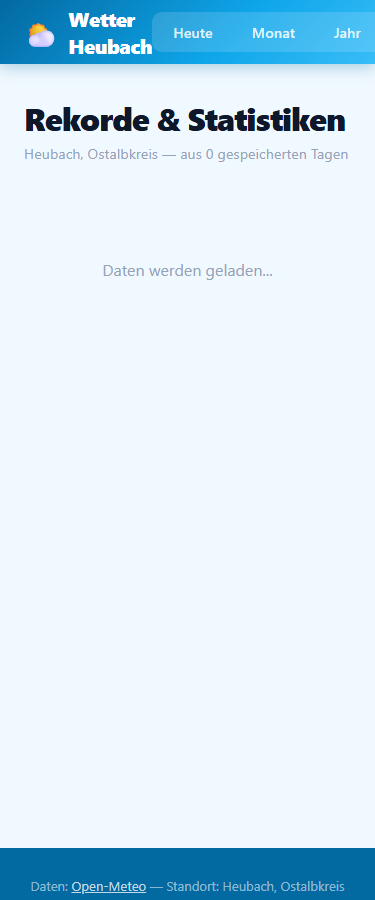 Wetter
Heubach
Heute Monat Jahr
Rekorde & Statistiken
Heubach, Ostalbkreis — aus 0 gespeicherten Tagen
Daten werden geladen...
Daten: Open-Meteo — Standort: Heubach, Ostalbkreis